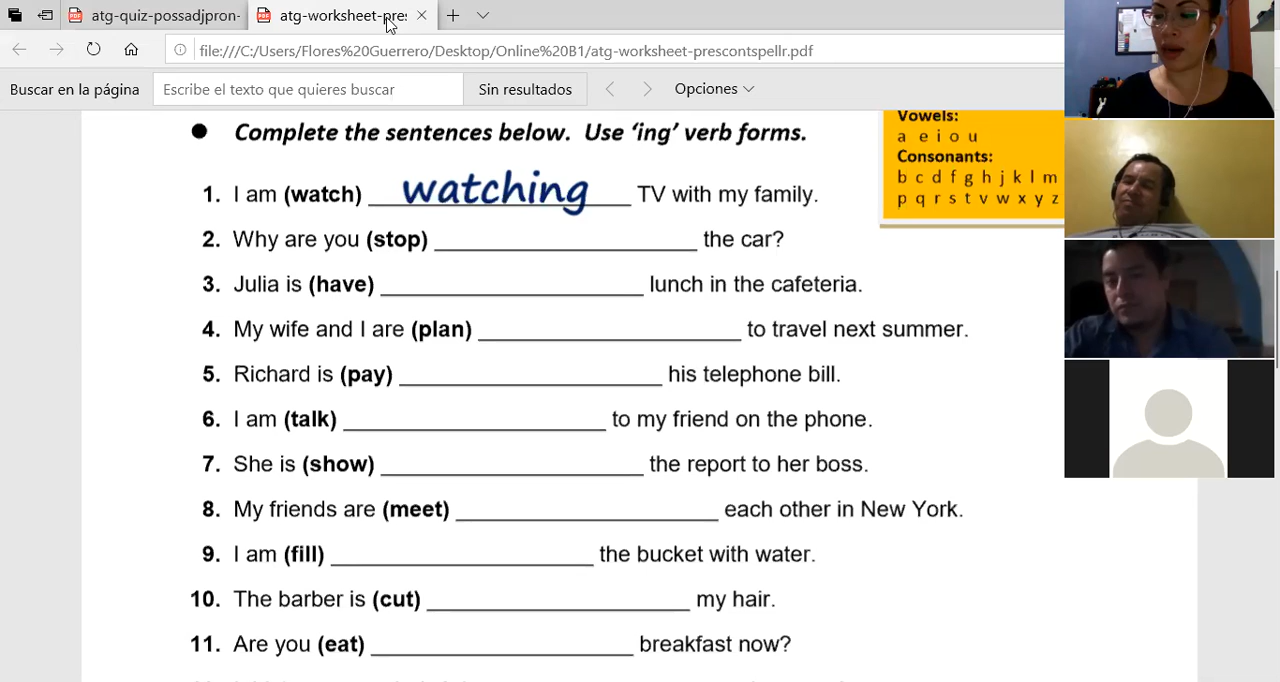 atg-quiz-possadjpron-
atg-worksheet-pres
file:///C:/Users/Flores%20Guerrero/Desktop/Online%20B1/atg-worksheet-prescontspellr.pdf
Buscar en la página
Escribe el texto que quieres buscar
Sin resultados
Opciones
● Complete the sentences below. Use ‘ing’ verb forms.
1. I am (watch) watching TV with my family.
2. Why are you (stop) ____________________ the car?
3. Julia is (have) ____________________ lunch in the cafeteria.
4. My wife and I are (plan) ____________________ to travel next summer.
5. Richard is (pay) ____________________ his telephone bill.
6. I am (talk) ____________________ to my friend on the phone.
7. She is (show) ____________________ the report to her boss.
8. My friends are (meet) ____________________ each other in New York.
9. I am (fill) ____________________ the bucket with water.
10. The barber is (cut) ____________________ my hair.
11. Are you (eat) ____________________ breakfast now?
Vowels:
a e i o u
Consonants:
b c d f g h j k l m
p q r s t v w x y z